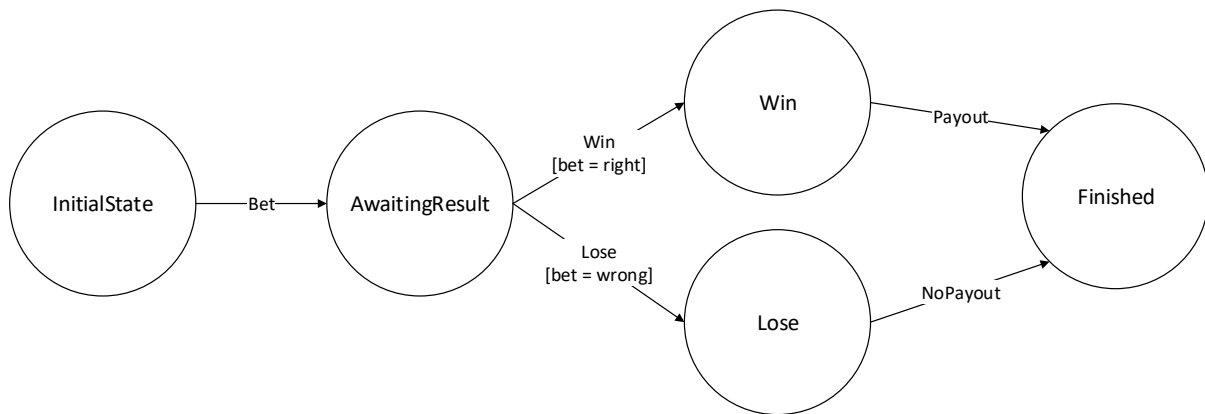 InitialState
Bet
AwaitingResult
Win
[bet = right]
Lose
[bet = wrong]
Win
Lose
Payout
NoPayout
Finished